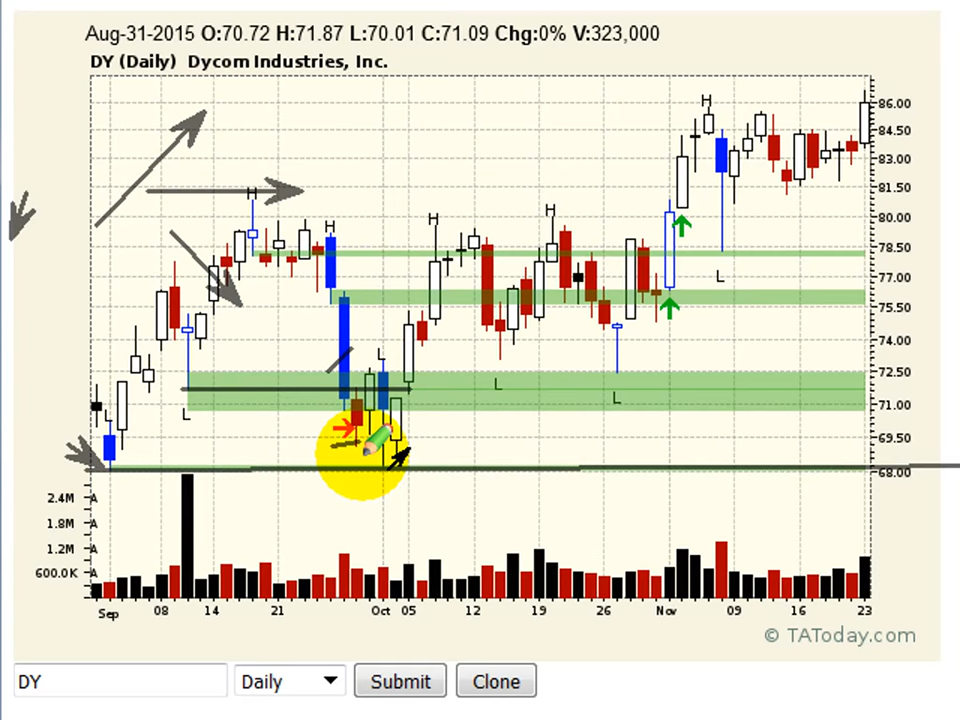 Aug-31-2015 O:70.72 H:71.87 L:70.01 C:71.09 Chg:0% V:323,000
DY (Daily) Dycom Industries, Inc.
86.00
84.50
83.00
81.50
80.00
78.50
77.00
75.50
74.00
72.50
71.00
69.50
68.00
H
H
H
H
H
L
L
L
L
L
L
2.4M A
1.8M A
1.2M A
600.0K A
Sep 08 14 21 Oct 05 12 19 26 Nov 09 16 23
© TAToday.com
DY Daily Submit Clone